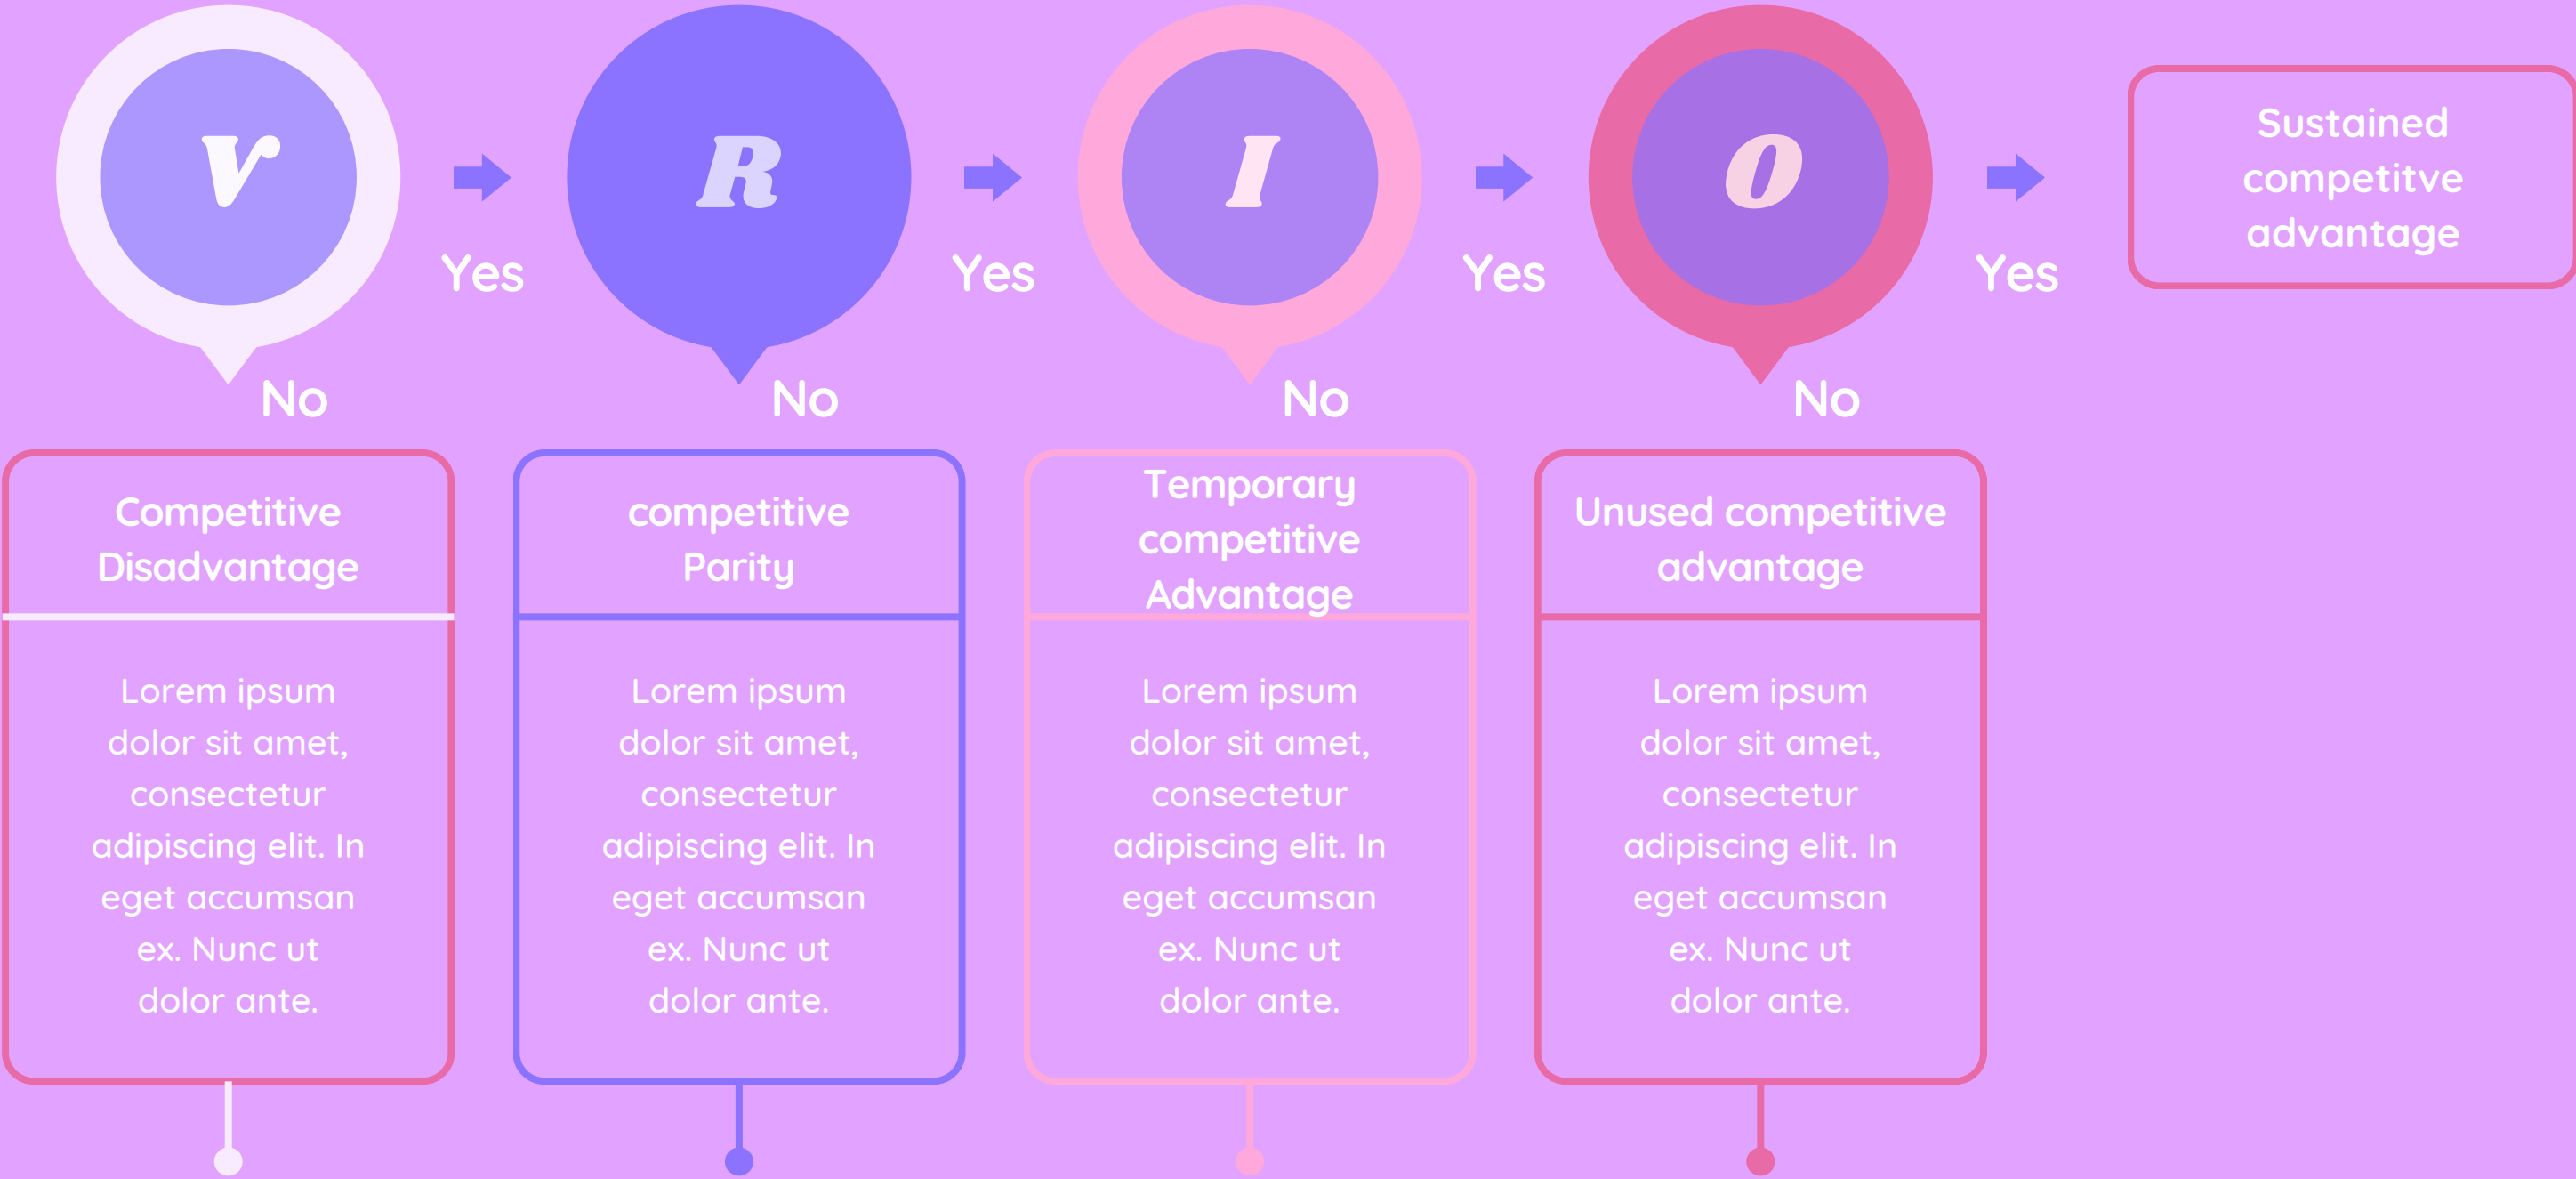 V
Yes
R
Yes
I
Yes
O
Yes
Sustained
competitve
advantage
No
No
No
No
Competitive
Disadvantage
Lorem ipsum
dolor sit amet,
consectetur
adipiscing elit. In
eget accumsan
ex. Nunc ut
dolor ante.
competitive
Parity
Lorem ipsum
dolor sit amet,
consectetur
adipiscing elit. In
eget accumsan
ex. Nunc ut
dolor ante.
Temporary
competitive
Advantage
Lorem ipsum
dolor sit amet,
consectetur
adipiscing elit. In
eget accumsan
ex. Nunc ut
dolor ante.
Unused competitive
advantage
Lorem ipsum
dolor sit amet,
consectetur
adipiscing elit. In
eget accumsan
ex. Nunc ut
dolor ante.